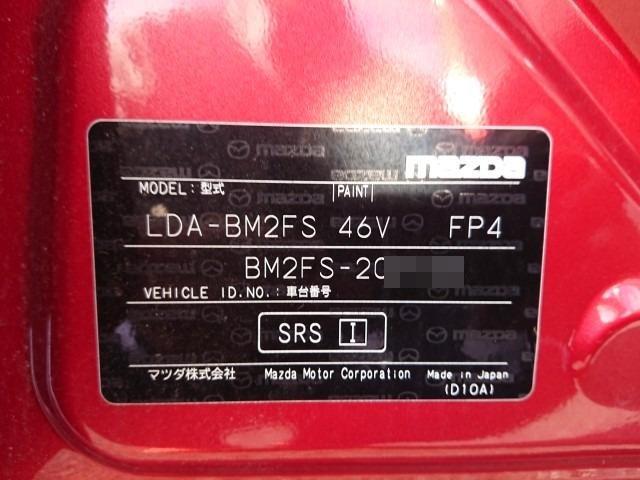 mazda
MODEL:型式 PAINT
LDA-BM2FS 46V FP4
BM2FS-20
VEHICLE ID.NO.:車台番号
SRS I
マツダ株式会社 Mazda Motor Corporation Made in Japan
(D10A)